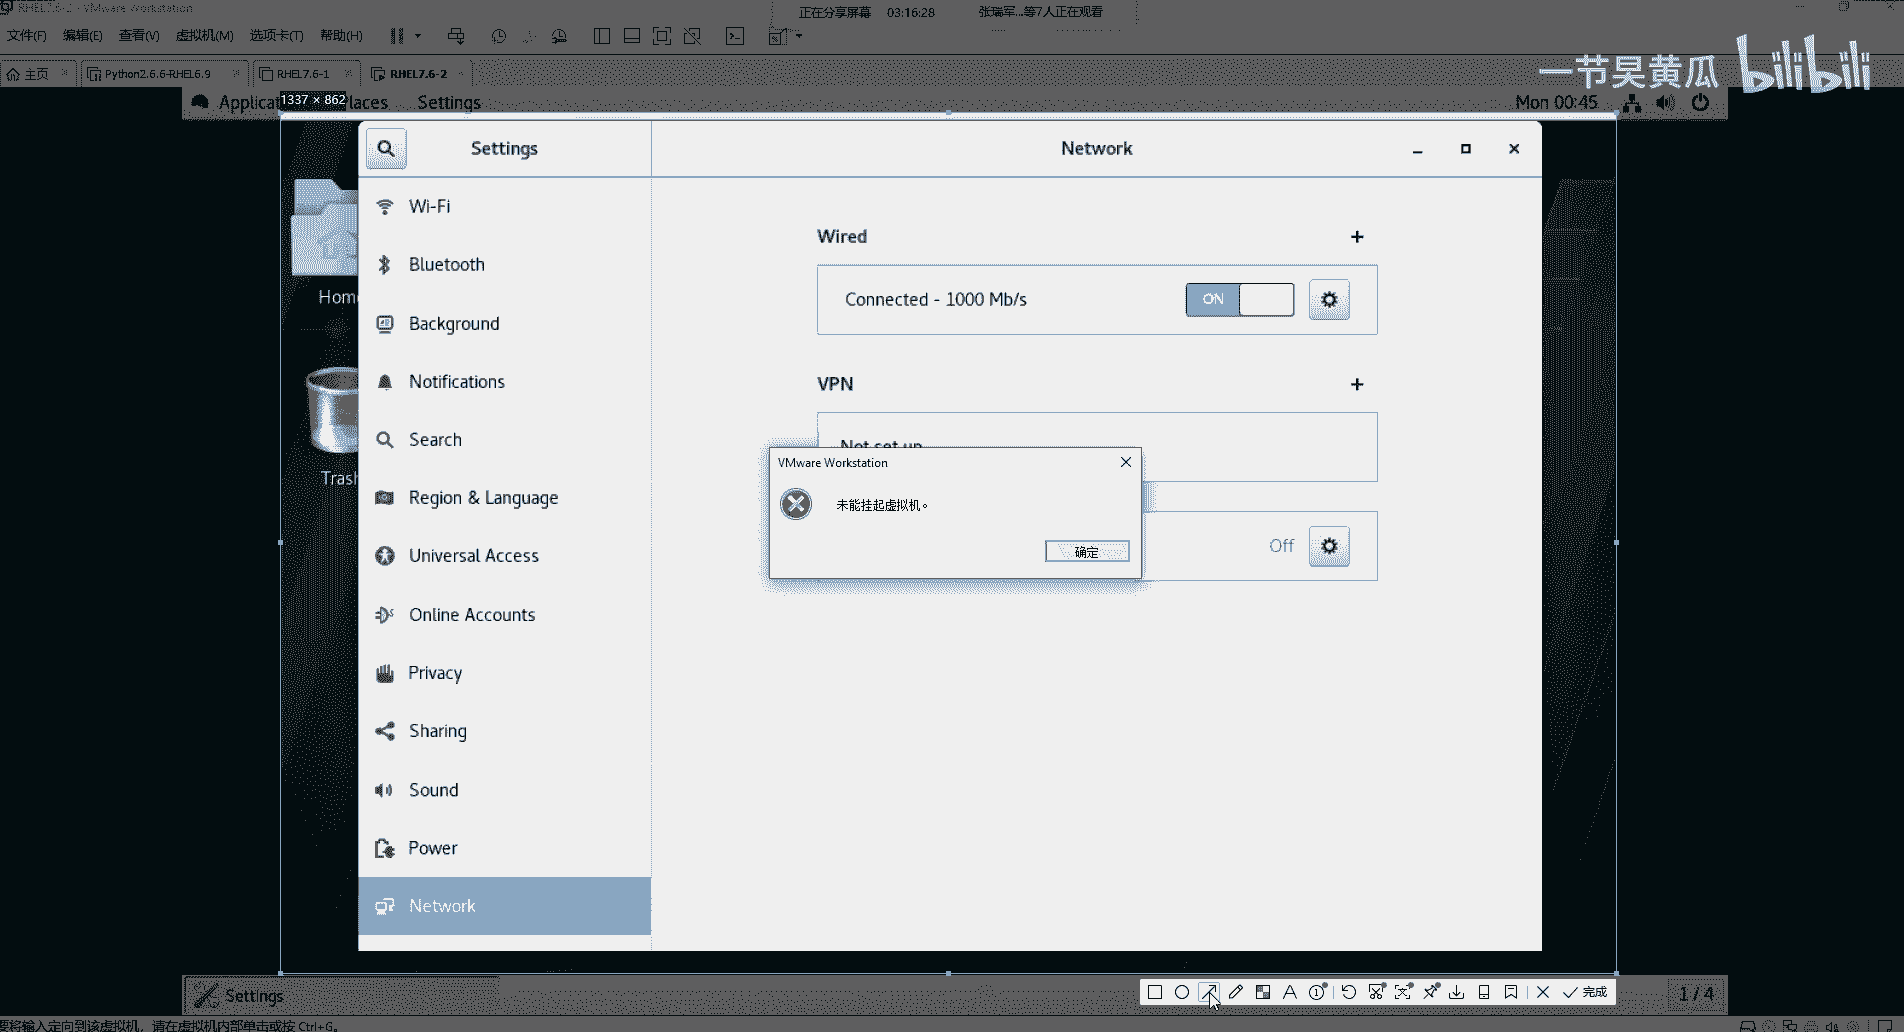 RHEL7.6-2 - VMware Workstation
正在分享屏幕 03:16:28 张瑞军...等7人正在观看
文件(F) 编辑(E) 查看(V) 虚拟机(M) 选项卡(T) 帮助(H)
主页 Python2.6.6-RHEL6.9 RHEL7.6-1 RHEL7.6-2
一节昊黄瓜 bilibili
1337 × 862
Applicat laces Settings Mon 00:45
Settings Network
Wi-Fi
Wired
Bluetooth
Connected - 1000 Mb/s ON
Background
Notifications
VPN
Search
Not set up
Home
Trash
VMware Workstation
未能挂起虚拟机。
确定
Off
Region & Language
Universal Access
Online Accounts
Privacy
Sharing
Sound
Power
Network
Settings
完成
1 / 4
要将输入定向到该虚拟机，请在虚拟机内部单击或按 Ctrl+G。